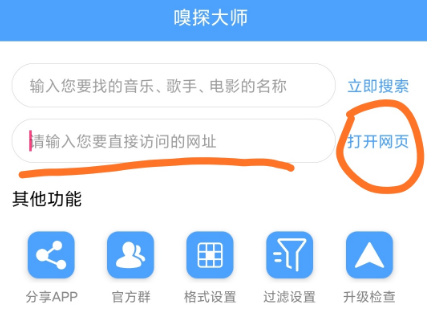 嗅探大师
输入您要找的音乐、歌手、电影的名称 立即搜索
请输入您要直接访问的网址 打开网页
其他功能
分享APP 官方群 格式设置 过滤设置 升级检查